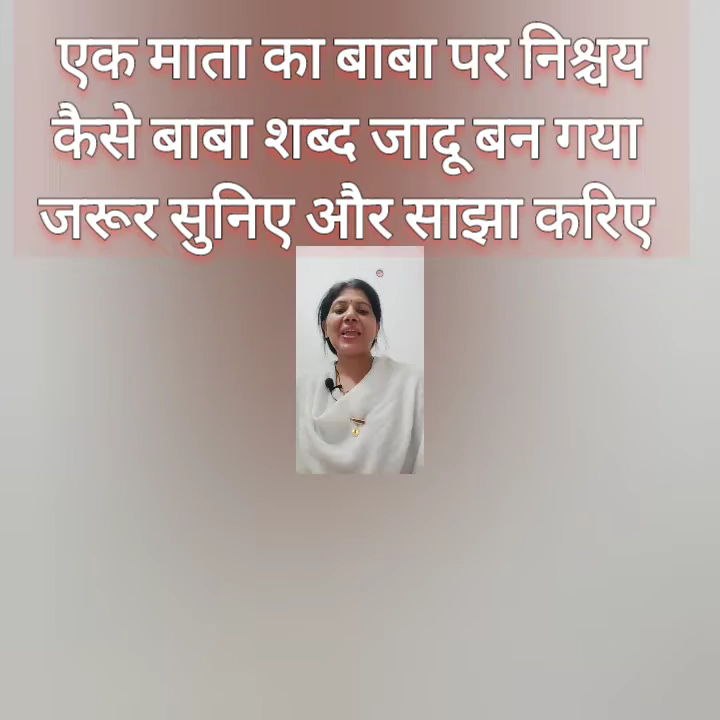 एक माता का बाबा पर निश्चय
कैसे बाबा शब्द जादू बन गया
जरूर सुनिए और साझा करिए